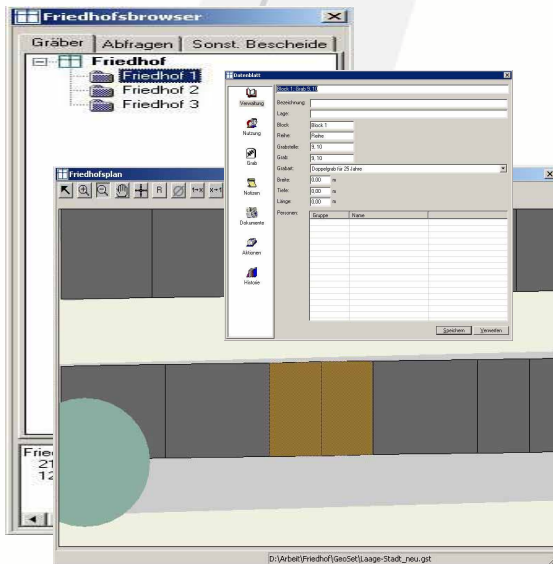 Friedhofsbrowser
Gräber
Abfragen
Sonst. Bescheide
Friedhof
Friedhof 1
Friedhof 2
Friedhof 3
Datenblatt
Block 1: Grab 9, 10
Verwaltung
Nutzung
Grab
Notizen
Dokumente
Aktionen
Historie
Bezeichnung:
Lage:
Block: Block 1
Reihe: Reihe
Grabstelle: 9, 10
Grab: 9, 10
Grabart: Doppelgrab für 25 Jahre
Breite: 0,00 m
Tiefe: 0,00 m
Länge: 0,00 m
Personen: Gruppe Name
Speichern Verwerfen
Friedhofsplan
R
D:\Arbeit\Friedhof\GeoSet\Laage-Stadt_neu.gst